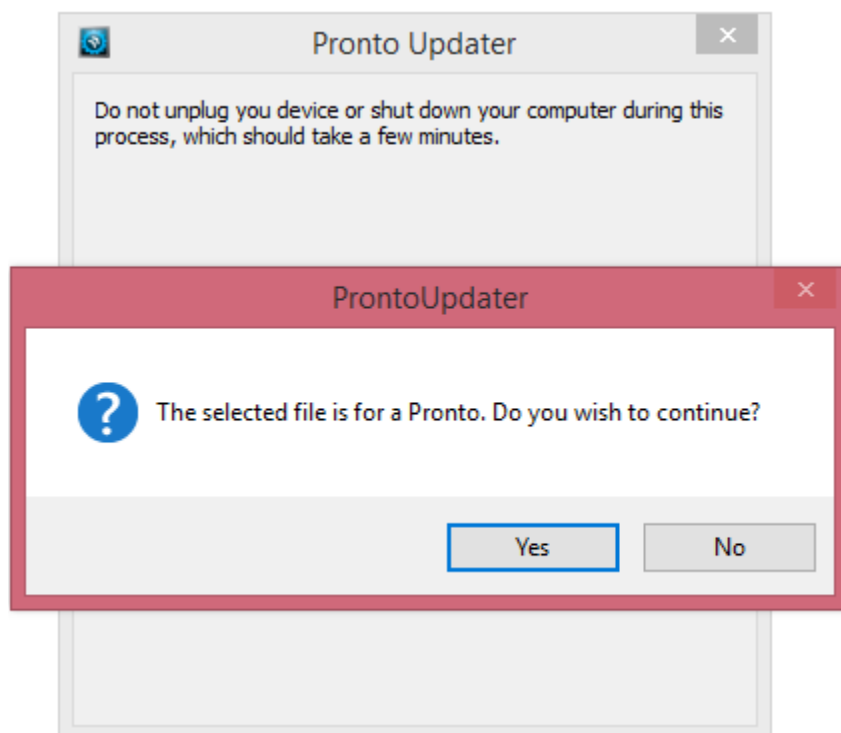 Pronto Updater
Do not unplug you device or shut down your computer during this
process, which should take a few minutes.
ProntoUpdater
The selected file is for a Pronto. Do you wish to continue?
Yes
No